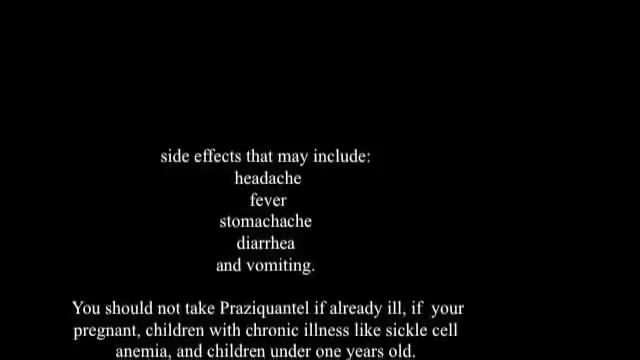 side effects that may include:
headache
fever
stomachache
diarrhea
and vomiting.
You should not take Praziquantel if already ill, if  your
pregnant, children with chronic illness like sickle cell
anemia, and children under one years old.